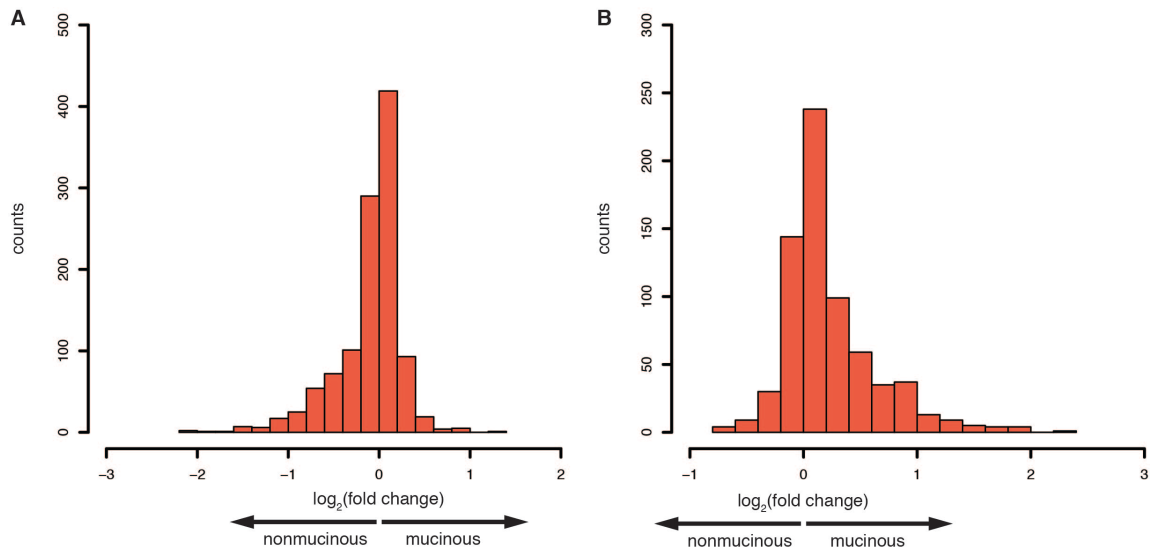 A
500
400
300
200
100
0
counts
−3 −2 −1 0 1 2
log2(fold change)
nonmucinous mucinous
B
300
250
200
150
100
50
0
counts
−1 0 1 2 3
log2(fold change)
nonmucinous mucinous